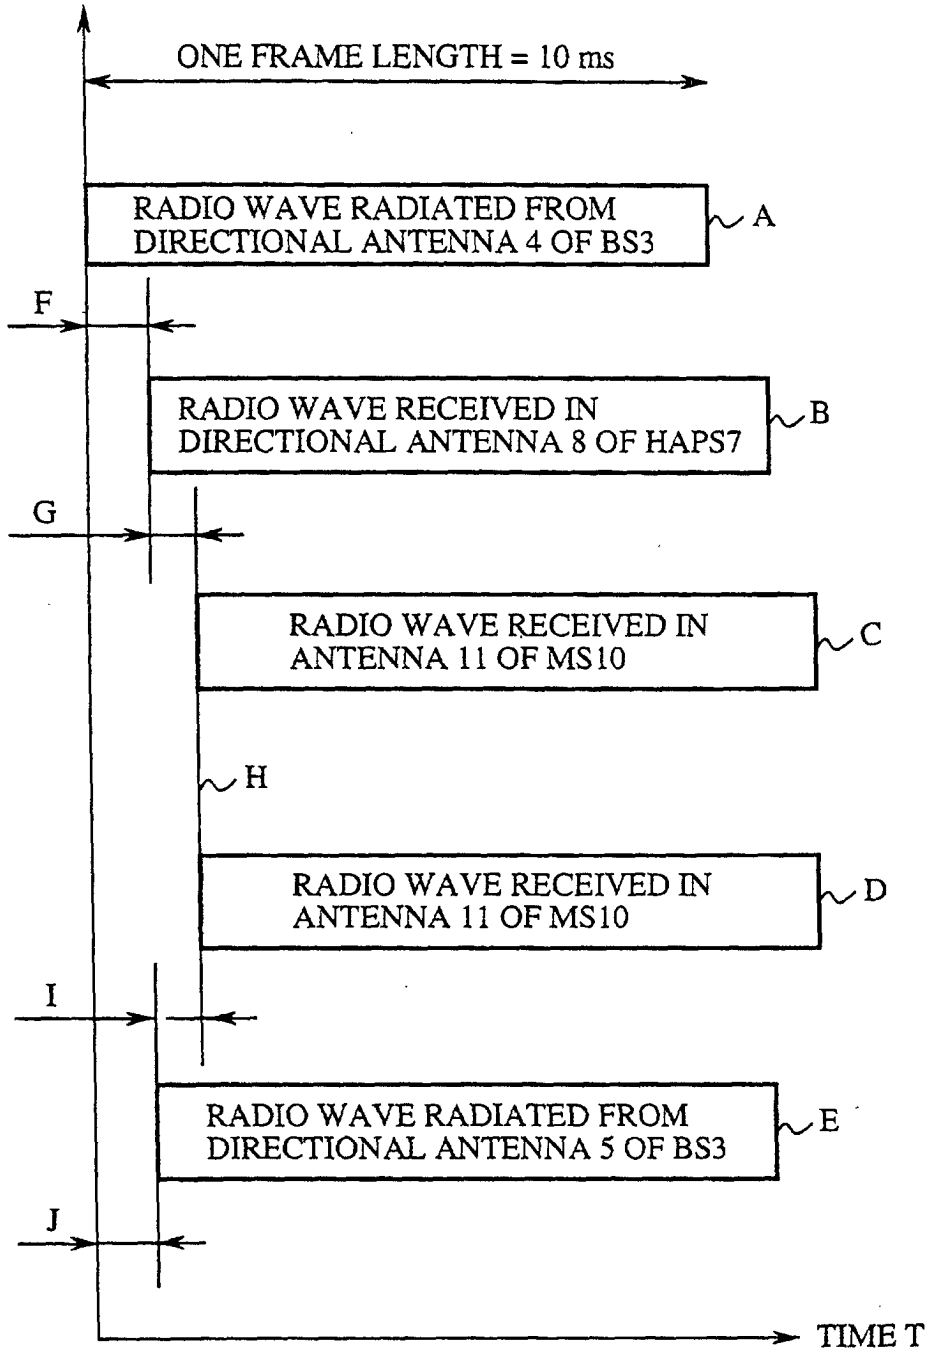 ONE FRAME LENGTH = 10 ms
RADIO WAVE RADIATED FROM
DIRECTIONAL ANTENNA 4 OF BS3
A
F
RADIO WAVE RECEIVED IN
DIRECTIONAL ANTENNA 8 OF HAPS7
B
G
RADIO WAVE RECEIVED IN
ANTENNA 11 OF MS10
C
H
RADIO WAVE RECEIVED IN
ANTENNA 11 OF MS10
D
I
RADIO WAVE RADIATED FROM
DIRECTIONAL ANTENNA 5 OF BS3
E
J
TIME T